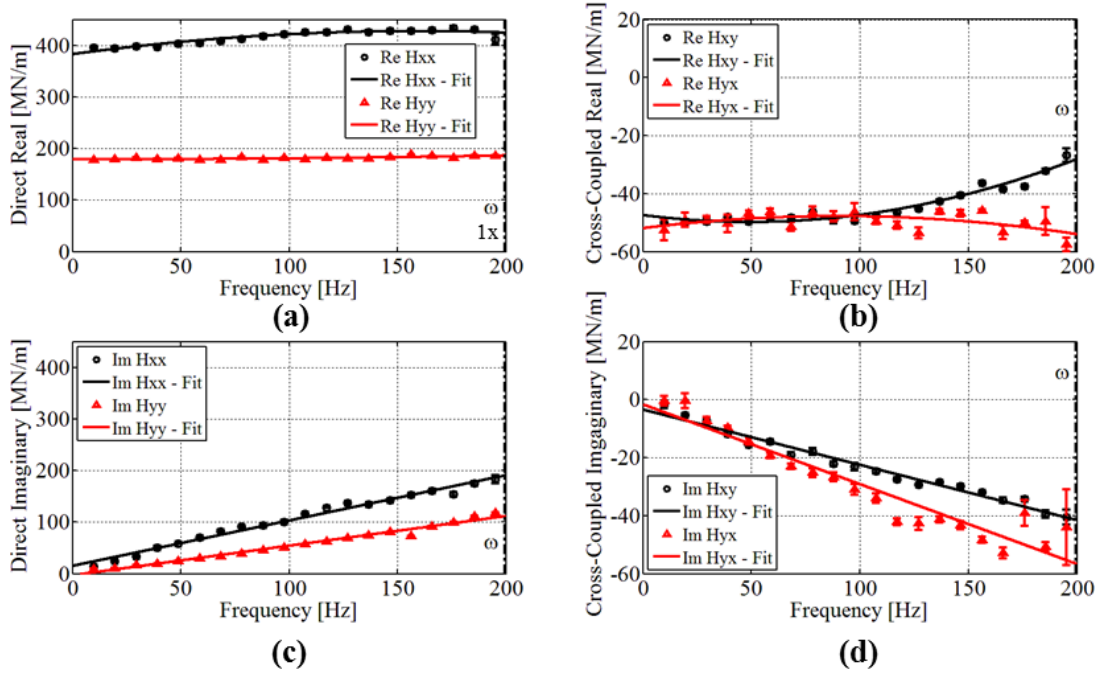 Direct Real [MN/m]
400
300
200
100
0
Re Hxx
Re Hxx - Fit
Re Hyy
Re Hyy - Fit
ω
1x
0 50 100 150 200
Frequency [Hz]
(a)
Cross-Coupled Real [MN/m]
20
0
-20
-40
-60
Re Hxy
Re Hxy - Fit
Re Hyx
Re Hyx - Fit
ω
0 50 100 150 200
Frequency [Hz]
(b)
Direct Imaginary [MN/m]
400
300
200
100
0
Im Hxx
Im Hxx - Fit
Im Hyy
Im Hyy - Fit
ω
0 50 100 150 200
Frequency [Hz]
(c)
Cross-Coupled Imgaginary [MN/m]
20
0
-20
-40
-60
Im Hxy
Im Hxy - Fit
Im Hyx
Im Hyx - Fit
ω
0 50 100 150 200
Frequency [Hz]
(d)